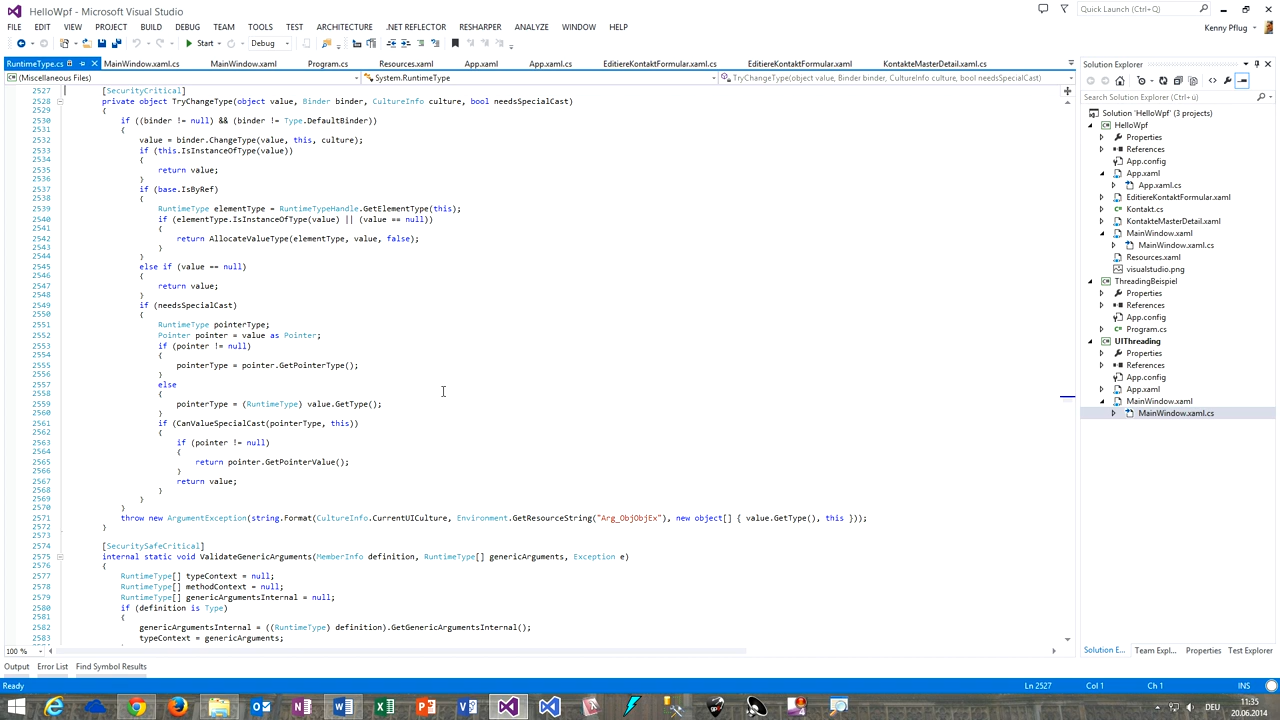 HelloWpf - Microsoft Visual Studio
Quick Launch (Ctrl+Q)
FILE EDIT VIEW PROJECT BUILD DEBUG TEAM TOOLS TEST ARCHITECTURE .NET REFLECTOR RESHARPER ANALYZE WINDOW HELP
Kenny Pflug
Start Debug
RuntimeType.cs MainWindow.xaml.cs MainWindow.xaml Program.cs Resources.xaml App.xaml App.xaml.cs EditiereKontaktFormular.xaml.cs EditiereKontaktFormular.xaml KontakteMasterDetail.xaml.cs
(Miscellaneous Files) System.RuntimeType TryChangeType(object value, Binder binder, CultureInfo culture, bool needsSpecialCast)
2527 [SecurityCritical]
2528 private object TryChangeType(object value, Binder binder, CultureInfo culture, bool needsSpecialCast)
2529 {
2530 if ((binder != null) && (binder != Type.DefaultBinder))
2531 {
2532 value = binder.ChangeType(value, this, culture);
2533 if (this.IsInstanceOfType(value))
2534 {
2535 return value;
2536 }
2537 if (base.IsByRef)
2538 {
2539 RuntimeType elementType = RuntimeTypeHandle.GetElementType(this);
2540 if (elementType.IsInstanceOfType(value) || (value == null))
2541 {
2542 return AllocateValueType(elementType, value, false);
2543 }
2544 }
2545 else if (value == null)
2546 {
2547 return value;
2548 }
2549 if (needsSpecialCast)
2550 {
2551 RuntimeType pointerType;
2552 Pointer pointer = value as Pointer;
2553 if (pointer != null)
2554 {
2555 pointerType = pointer.GetPointerType();
2556 }
2557 else
2558 {
2559 pointerType = (RuntimeType) value.GetType();
2560 }
2561 if (CanValueSpecialCast(pointerType, this))
2562 {
2563 if (pointer != null)
2564 {
2565 return pointer.GetPointerValue();
2566 }
2567 return value;
2568 }
2569 }
2570 }
2571 throw new ArgumentException(string.Format(CultureInfo.CurrentUICulture, Environment.GetResourceString("Arg_ObjObjEx"), new object[] { value.GetType(), this }));
2572 }
2573
2574 [SecuritySafeCritical]
2575 internal static void ValidateGenericArguments(MemberInfo definition, RuntimeType[] genericArguments, Exception e)
2576 {
2577 RuntimeType[] typeContext = null;
2578 RuntimeType[] methodContext = null;
2579 RuntimeType[] genericArgumentsInternal = null;
2580 if (definition is Type)
2581 {
2582 genericArgumentsInternal = ((RuntimeType) definition).GetGenericArgumentsInternal();
2583 typeContext = genericArguments;
100 %
Solution Explorer
Search Solution Explorer (Ctrl+ü)
Solution 'HelloWpf' (3 projects)
HelloWpf
Properties
References
App.config
App.xaml
App.xaml.cs
EditiereKontaktFormular.xaml
Kontakt.cs
KontakteMasterDetail.xaml
MainWindow.xaml
MainWindow.xaml.cs
Resources.xaml
visualstudio.png
ThreadingBeispiel
Properties
References
App.config
Program.cs
UIThreading
Properties
References
App.config
App.xaml
MainWindow.xaml
MainWindow.xaml.cs
Solution E... Team Expl... Properties Test Explorer
Output Error List Find Symbol Results
Ready Ln 2527 Col 1 Ch 1 INS
DEU
11:35
20.06.2014